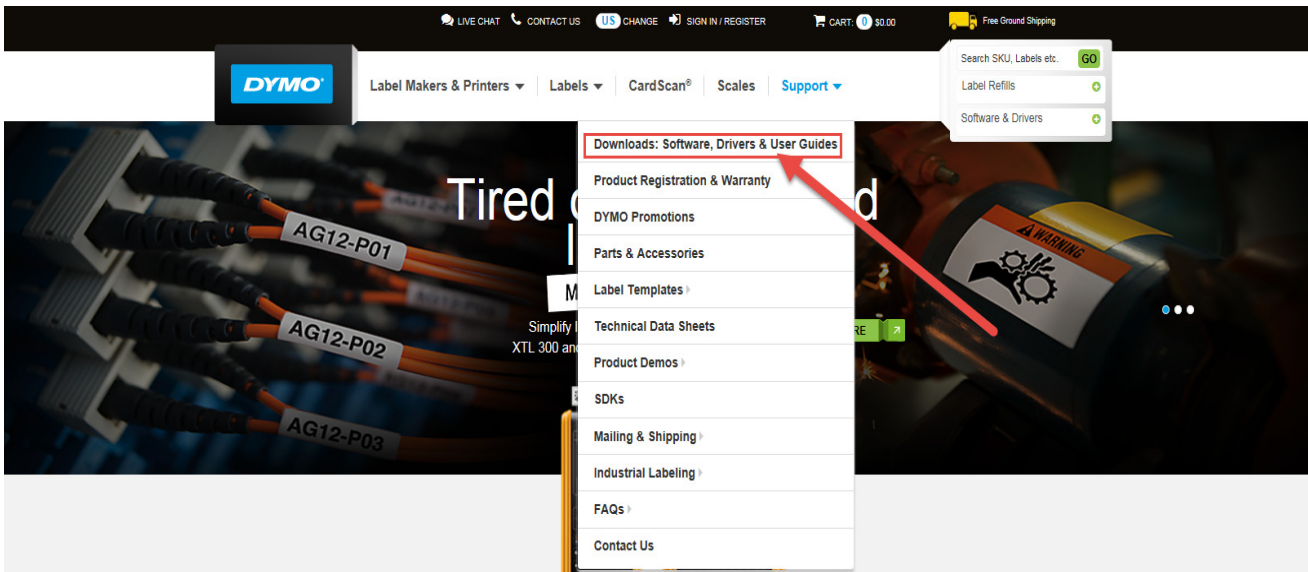 LIVE CHAT CONTACT US US CHANGE SIGN IN / REGISTER CART: 0 $0.00 Free Ground Shipping
Search SKU, Labels etc. GO
DYMO® Label Makers & Printers Labels CardScan® Scales Support
Label Refills
Software & Drivers
Downloads: Software, Drivers & User Guides
Product Registration & Warranty
DYMO Promotions
Parts & Accessories
Label Templates
Technical Data Sheets
Product Demos
SDKs
Mailing & Shipping
Industrial Labeling
FAQs
Contact Us
Tired
Simplify
XTL 300 and
AG12-P01
AG12-P02
AG12-P03
WARNING